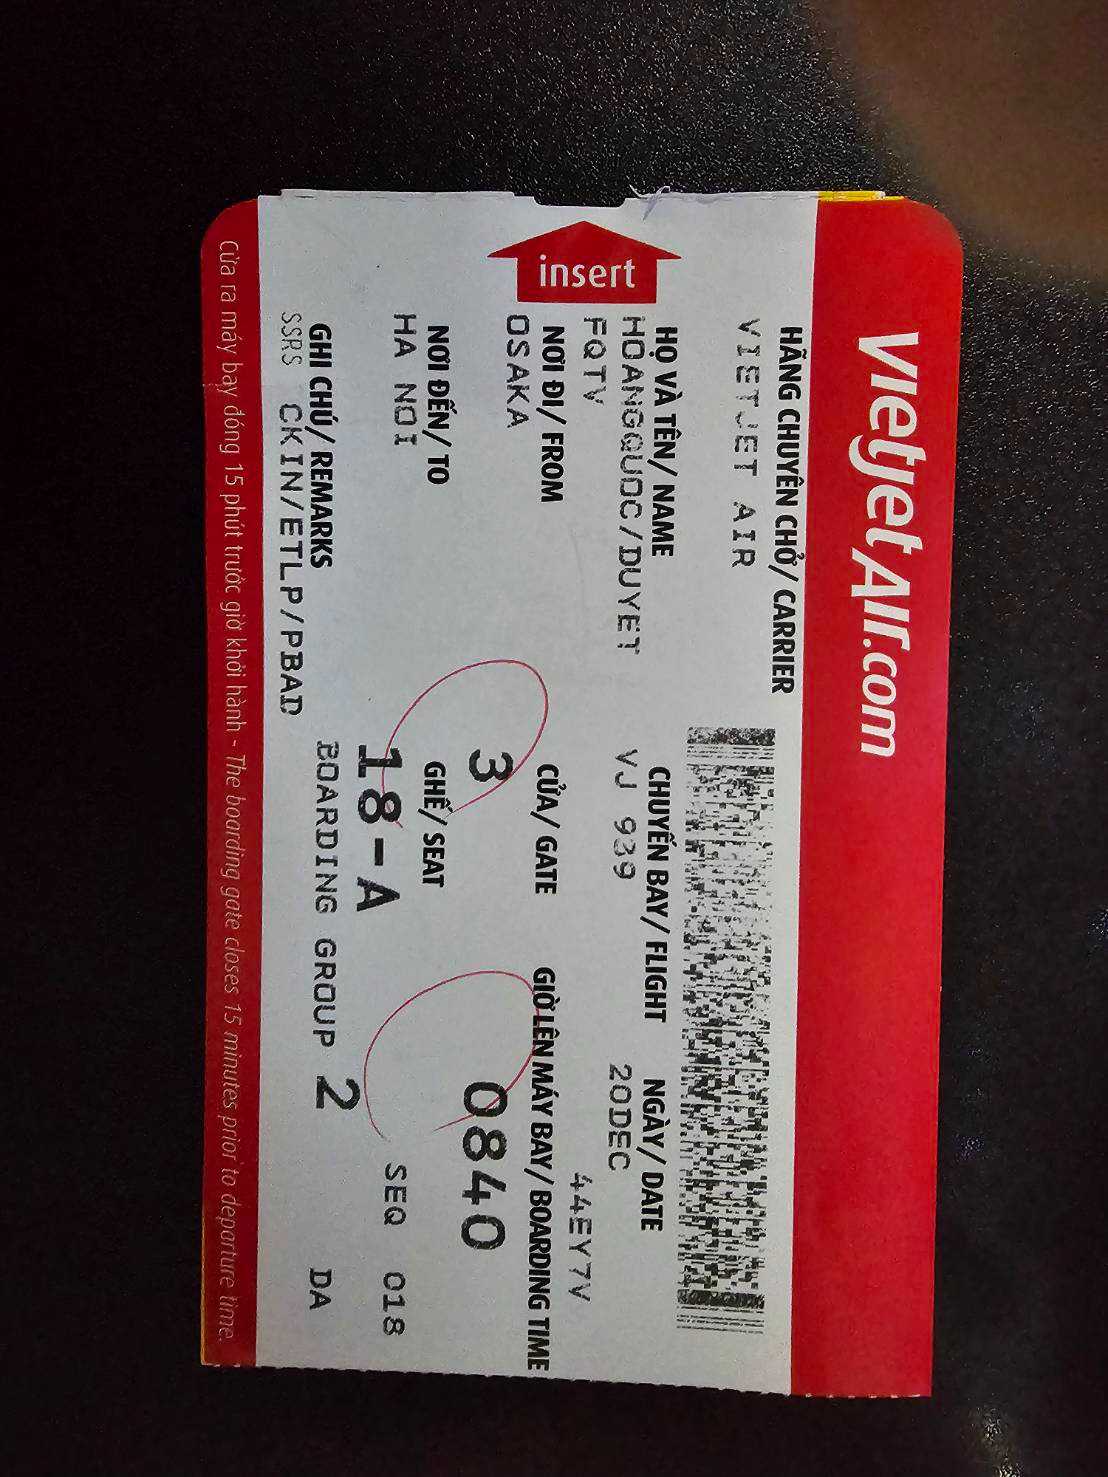 vietjetAir.com
HÃNG CHUYÊN CHỞ/ CARRIER
VIETJET AIR
HỌ VÀ TÊN/ NAME
HOANGQUOC/DUYET
FQTV
CHUYẾN BAY/ FLIGHT
VJ 939
NGÀY/ DATE
20DEC
44EY7V
NƠI ĐI/ FROM
OSAKA
CỬA/ GATE
3
GIỜ LÊN MÁY BAY/ BOARDING TIME
0840
NƠI ĐẾN/ TO
HA NOI
GHẾ/ SEAT
18-A
SEQ 018
GHI CHÚ/ REMARKS
BOARDING GROUP 2
DA
SSRS CKIN/ETLP/PBAD
Cửa ra máy bay đóng 15 phút trước giờ khởi hành - The boarding gate closes 15 minutes prior to departure time.
insert